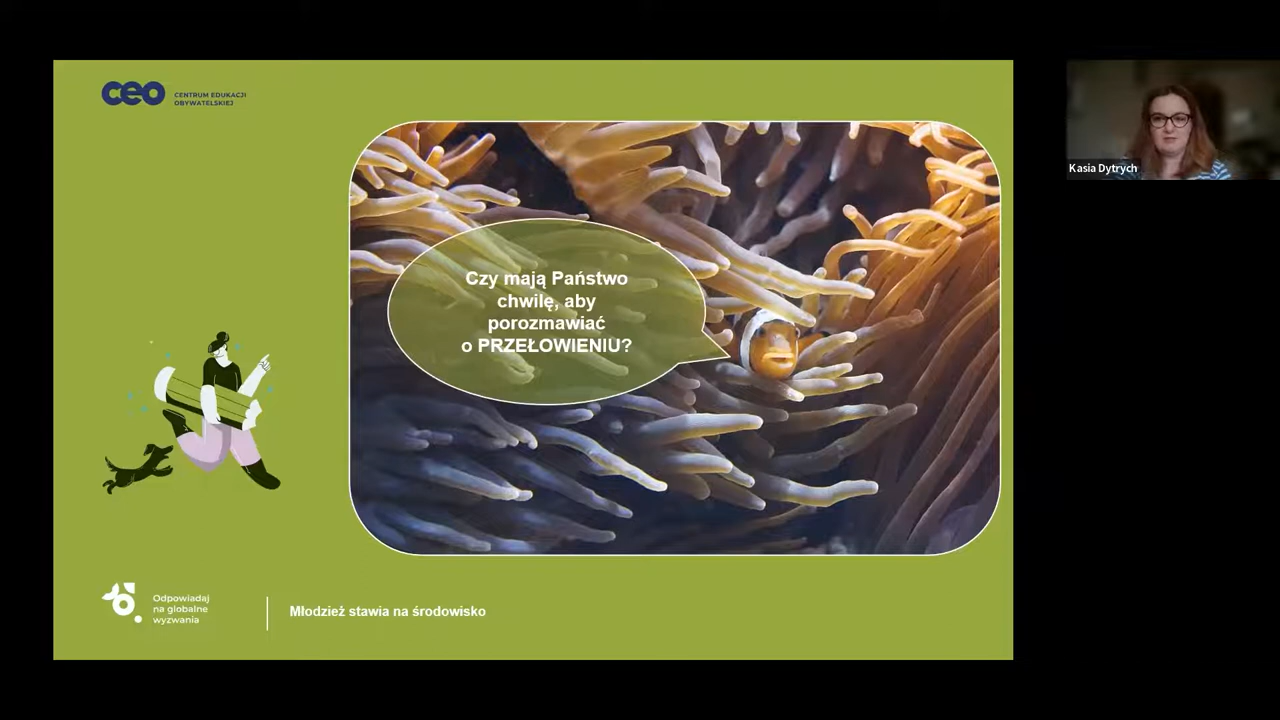 ceo CENTRUM EDUKACJI
OBYWATELSKIEJ
Kasia Dytrych
Czy mają Państwo
chwilę, aby
porozmawiać
o PRZEŁOWIENIU?
Odpowiadaj
na globalne
wyzwania
Młodzież stawia na środowisko